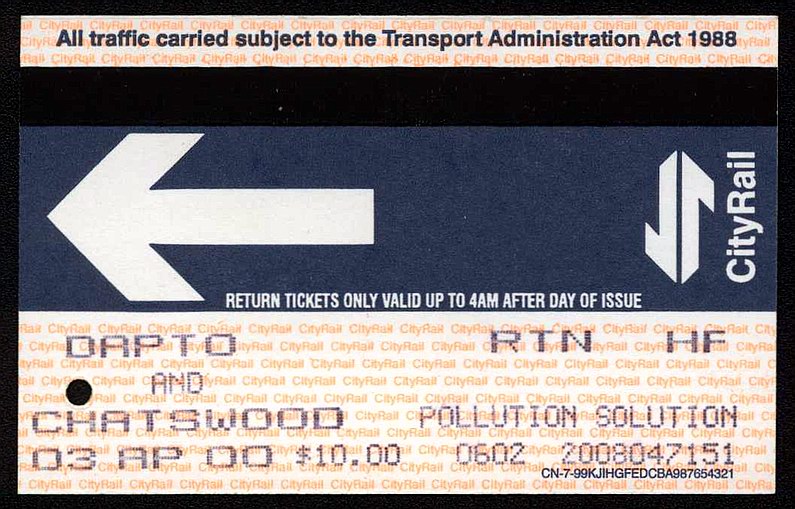 All traffic carried subject to the Transport Administration Act 1988
CityRail
RETURN TICKETS ONLY VALID UP TO 4AM AFTER DAY OF ISSUE
DAPTO RTN HF
AND
CHATSWOOD POLLUTION SOLUTION
03 AP 00 $10.00 0602 2008047151
CN-7-99KJIHGFEDCBA987654321